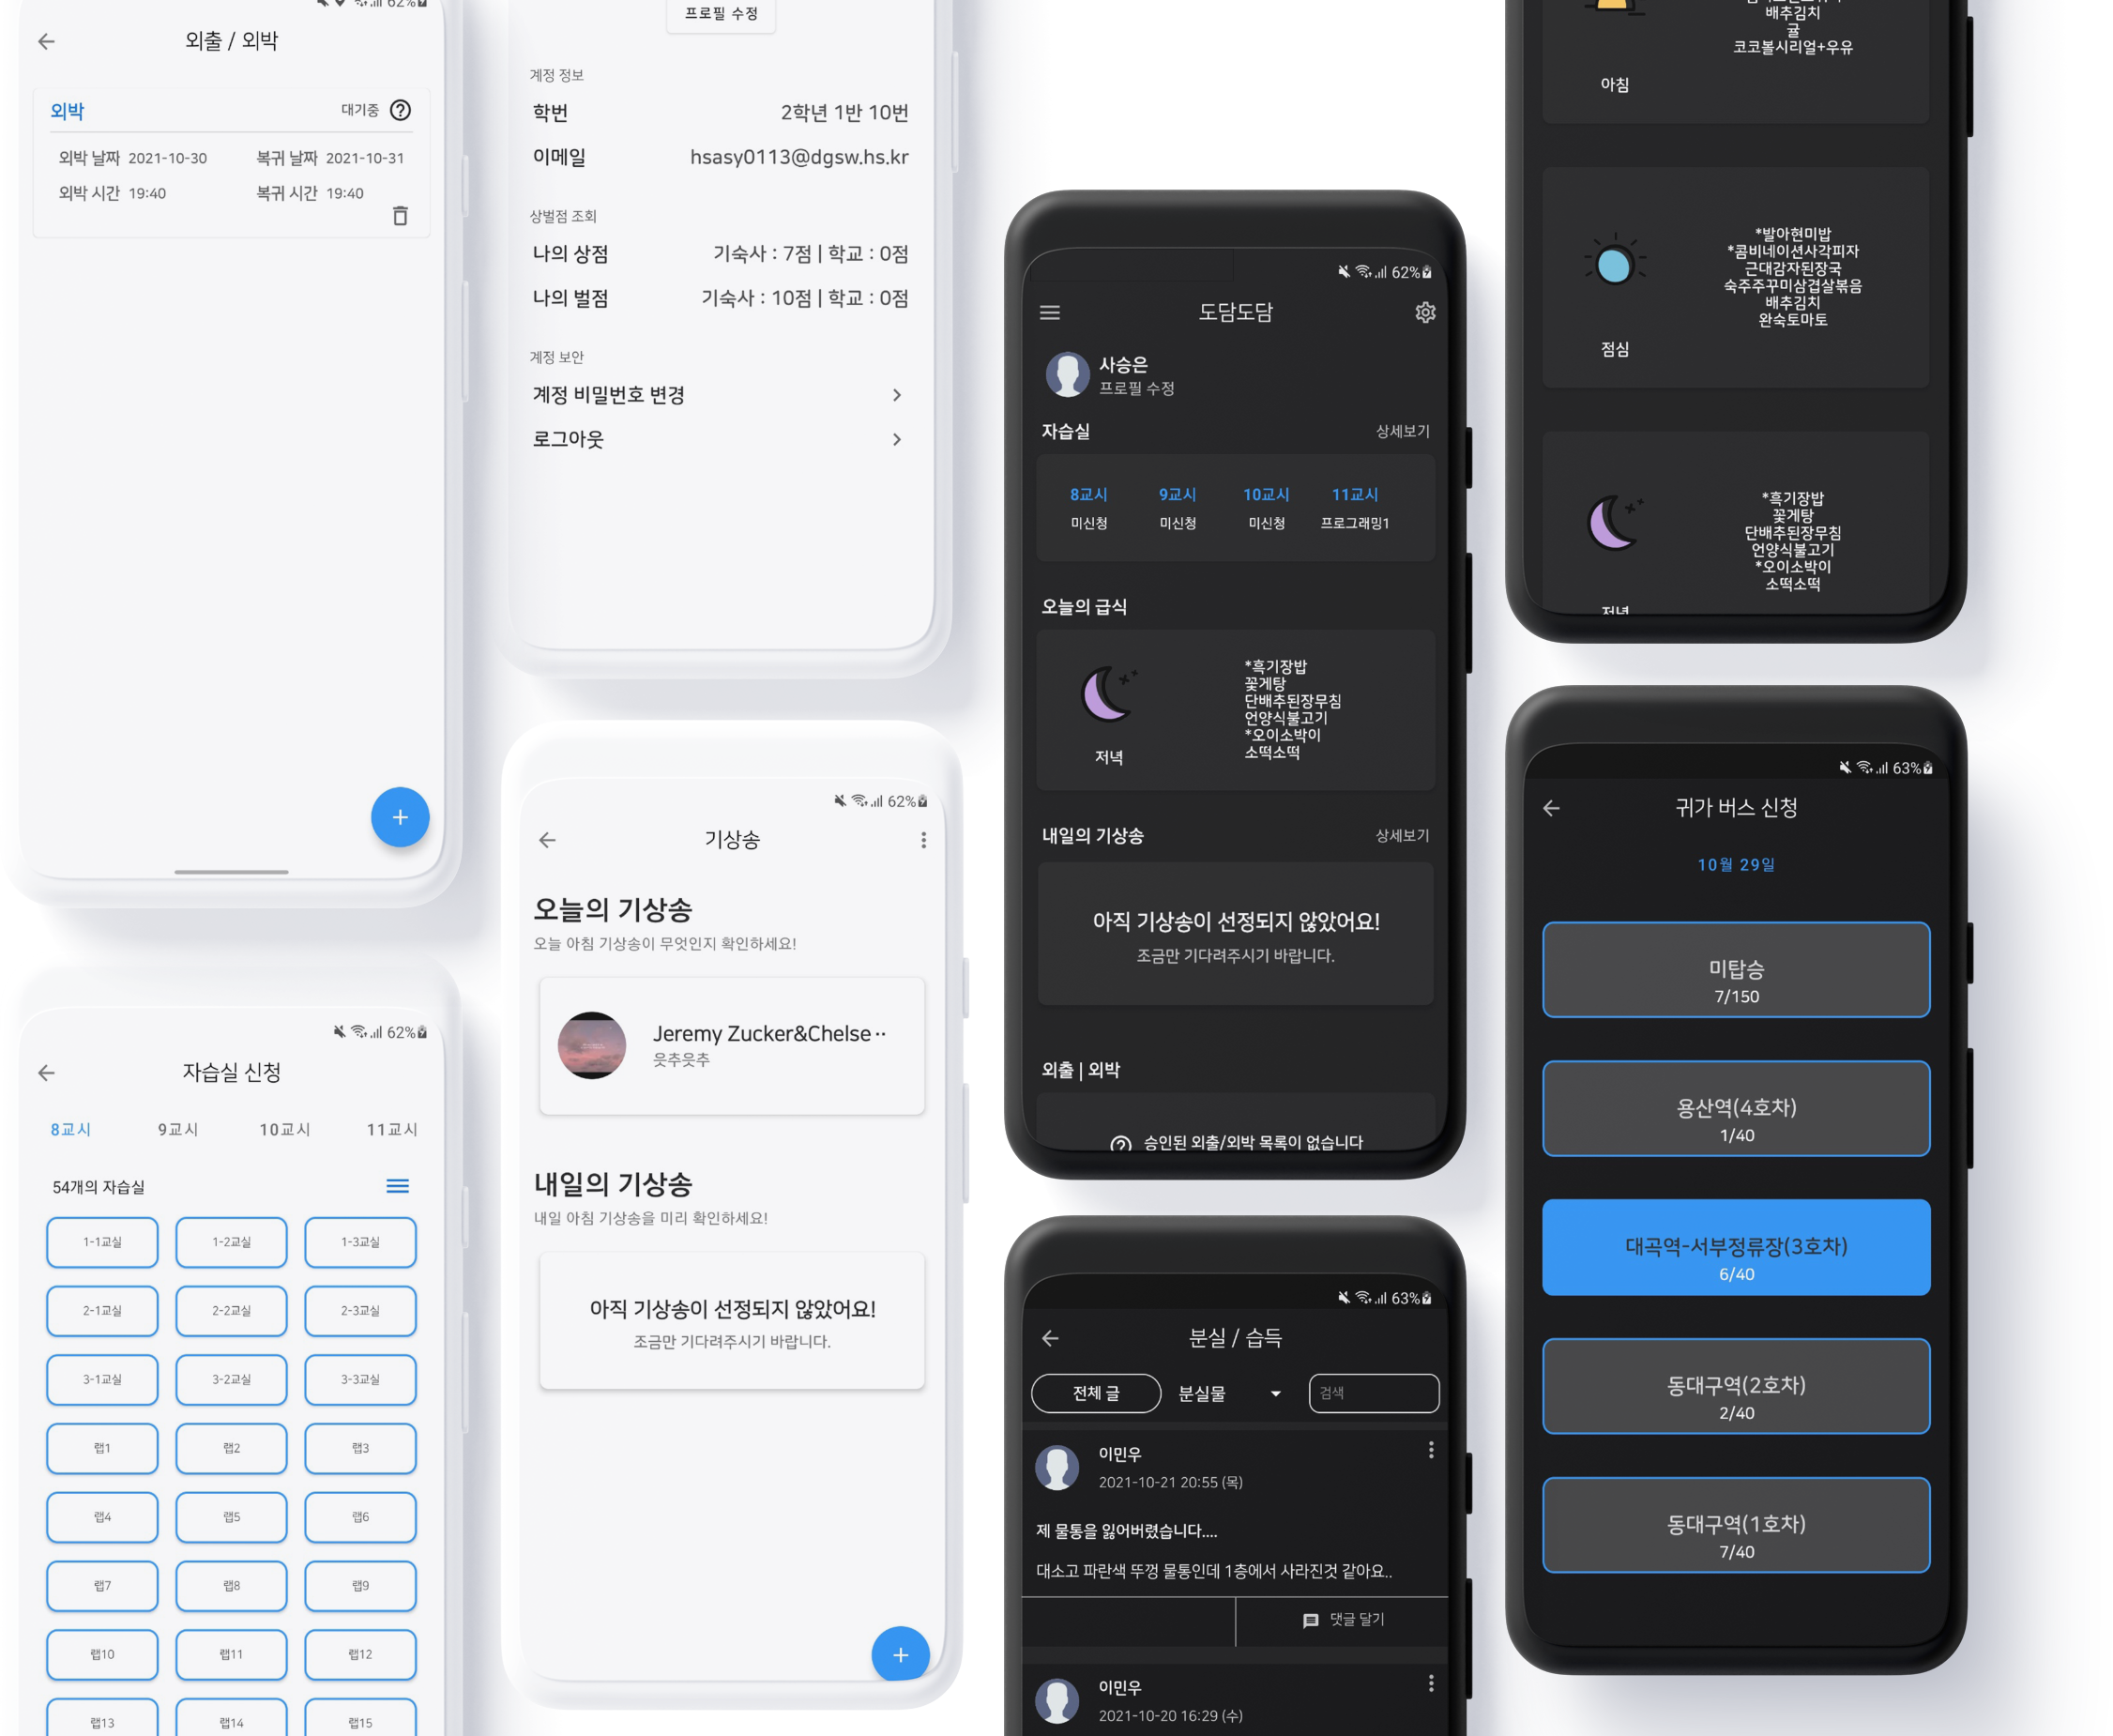 62%
외출 / 외박
외박
대기중
외박 날짜 2021-10-30
복귀 날짜 2021-10-31
외박 시간 19:40
복귀 시간 19:40
62%
자습실 신청
8교시 9교시 10교시 11교시
54개의 자습실
1-1교실 1-2교실 1-3교실
2-1교실 2-2교실 2-3교실
3-1교실 3-2교실 3-3교실
랩1 랩2 랩3
랩4 랩5 랩6
랩7 랩8 랩9
랩10 랩11 랩12
랩13 랩14 랩15
프로필 수정
계정 정보
학번 2학년 1반 10번
이메일 hsasy0113@dgsw.hs.kr
상벌점 조회
나의 상점 기숙사 : 7점 | 학교 : 0점
나의 벌점 기숙사 : 10점 | 학교 : 0점
계정 보안
계정 비밀번호 변경
로그아웃
62%
기상송
오늘의 기상송
오늘 아침 기상송이 무엇인지 확인하세요!
Jeremy Zucker&Chelse ··
읏추읏추
내일의 기상송
내일 아침 기상송을 미리 확인하세요!
아직 기상송이 선정되지 않았어요!
조금만 기다려주시기 바랍니다.
62%
도담도담
사승은
프로필 수정
자습실 상세보기
8교시 9교시 10교시 11교시
미신청 미신청 미신청 프로그래밍1
오늘의 급식
*흑기장밥
꽃게탕
단배추된장무침
언양식불고기
*오이소박이
소떡소떡
저녁
내일의 기상송 상세보기
아직 기상송이 선정되지 않았어요!
조금만 기다려주시기 바랍니다.
외출 | 외박
승인된 외출/외박 목록이 없습니다
63%
분실 / 습득
전체 글 분실물 검색
이민우
2021-10-21 20:55 (목)
제 물통을 잃어버렸습니다....
대소고 파란색 뚜껑 물통인데 1층에서 사라진것 같아요..
댓글 달기
이민우
2021-10-20 16:29 (수)
배추김치
귤
코코볼시리얼+우유
아침
*발아현미밥
*콤비네이션사각피자
근대감자된장국
숙주주꾸미삼겹살볶음
배추김치
완숙토마토
점심
*흑기장밥
꽃게탕
단배추된장무침
언양식불고기
*오이소박이
소떡소떡
저녁
63%
귀가 버스 신청
10월 29일
미탑승
7/150
용산역(4호차)
1/40
대곡역-서부정류장(3호차)
6/40
동대구역(2호차)
2/40
동대구역(1호차)
7/40